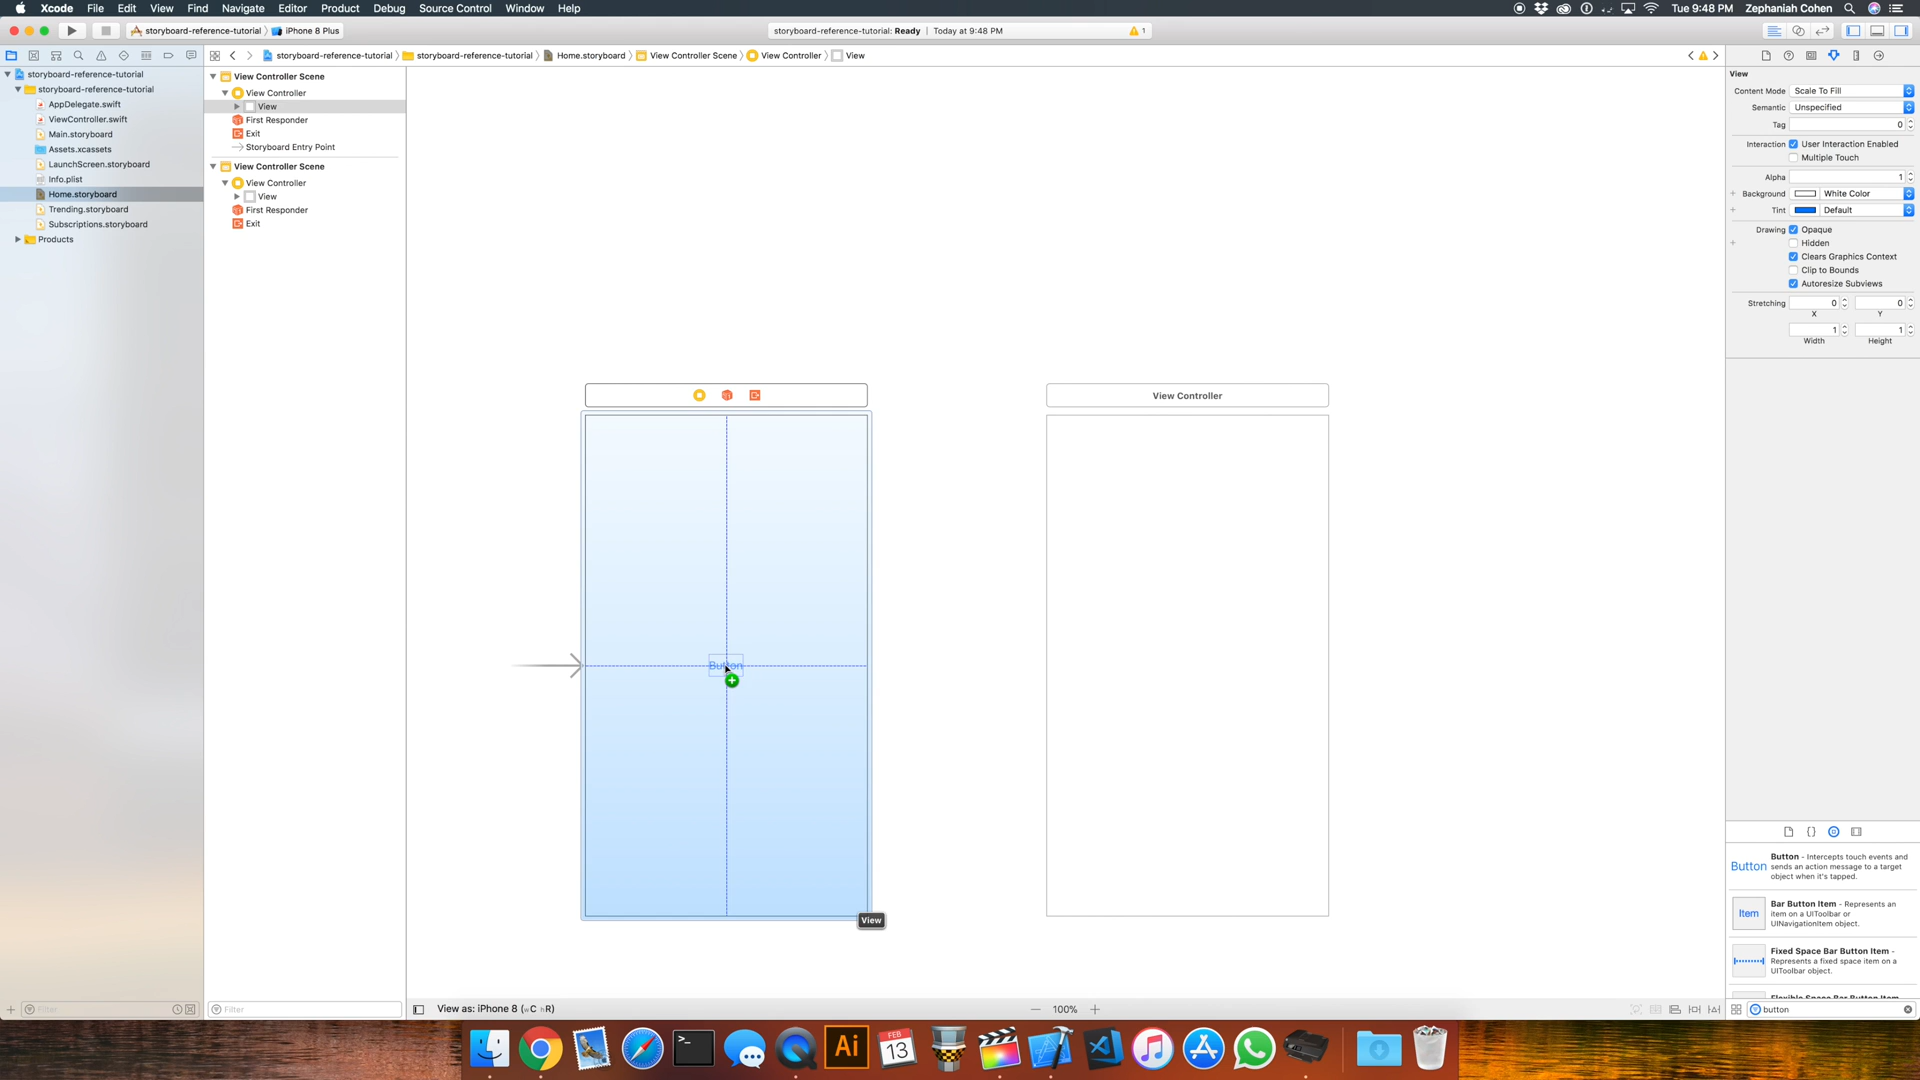 Xcode File Edit View Find Navigate Editor Product Debug Source Control Window Help Tue 9:48 PM Zephaniah Cohen
storyboard-reference-tutorial iPhone 8 Plus storyboard-reference-tutorial: Ready | Today at 9:48 PM 1
storyboard-reference-tutorial storyboard-reference-tutorial Home.storyboard View Controller Scene View Controller View
storyboard-reference-tutorial
storyboard-reference-tutorial
AppDelegate.swift
ViewController.swift
Main.storyboard
Assets.xcassets
LaunchScreen.storyboard
Info.plist
Home.storyboard
Trending.storyboard
Subscriptions.storyboard
Products
Filter
View Controller Scene
View Controller
View
First Responder
Exit
Storyboard Entry Point
View Controller Scene
View Controller
View
First Responder
Exit
Filter
Button
View
View Controller
View as: iPhone 8 (wC hR)
100%
View
Content Mode Scale To Fill
Semantic Unspecified
Tag 0
Interaction User Interaction Enabled
Multiple Touch
Alpha 1
Background White Color
Tint Default
Drawing Opaque
Hidden
Clears Graphics Context
Clip to Bounds
Autoresize Subviews
Stretching 0 0
X Y
1 1
Width Height
Button
Button - Intercepts touch events and
sends an action message to a target
object when it's tapped.
Item
Bar Button Item - Represents an
item on a UIToolbar or
UINavigationItem object.
Fixed Space Bar Button Item -
Represents a fixed space item on a
UIToolbar object.
Flexible Space Bar Button Item
button
Ai
FEB
13